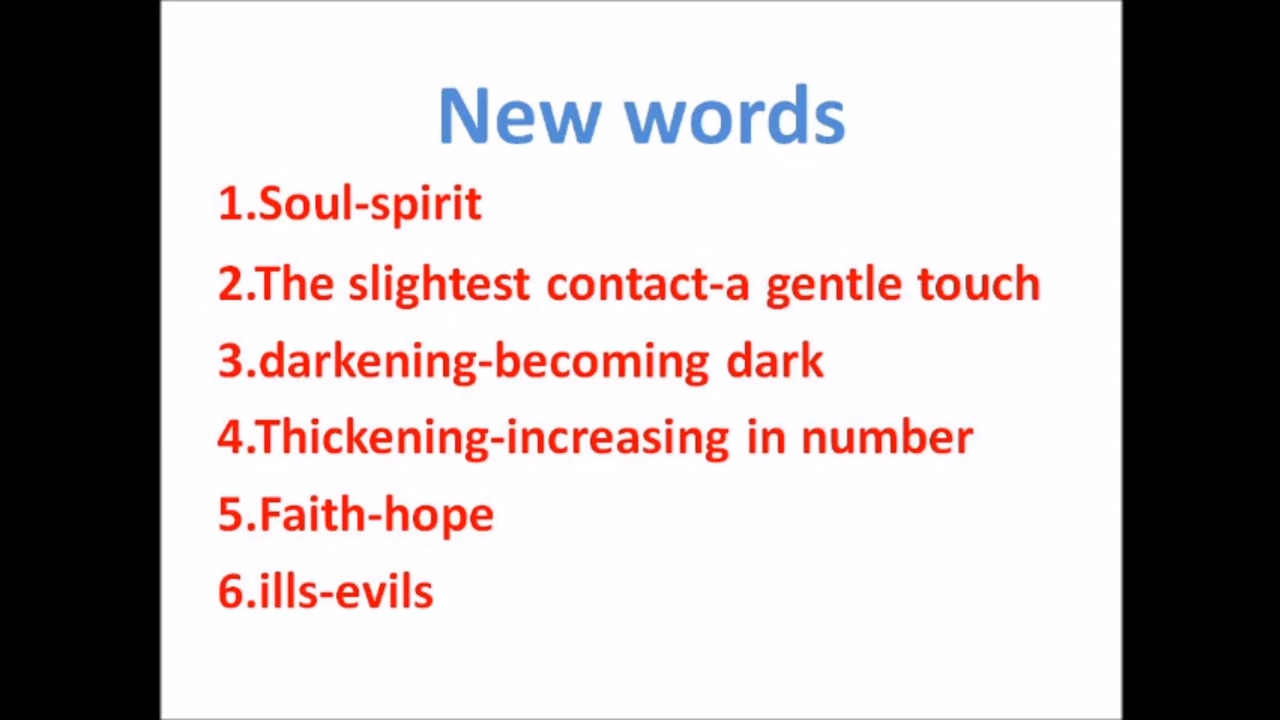 New words
1.Soul-spirit
2.The slightest contact-a gentle touch
3.darkening-becoming dark
4.Thickening-increasing in number
5.Faith-hope
6.ills-evils